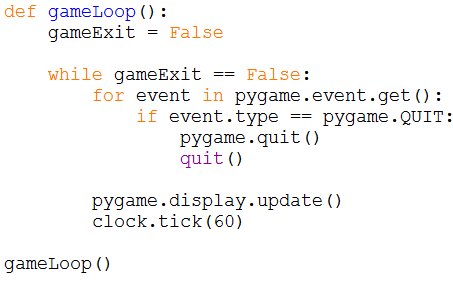 def gameLoop():
    gameExit = False

    while gameExit == False:
        for event in pygame.event.get():
            if event.type == pygame.QUIT:
                pygame.quit()
                quit()

        pygame.display.update()
        clock.tick(60)

gameLoop()